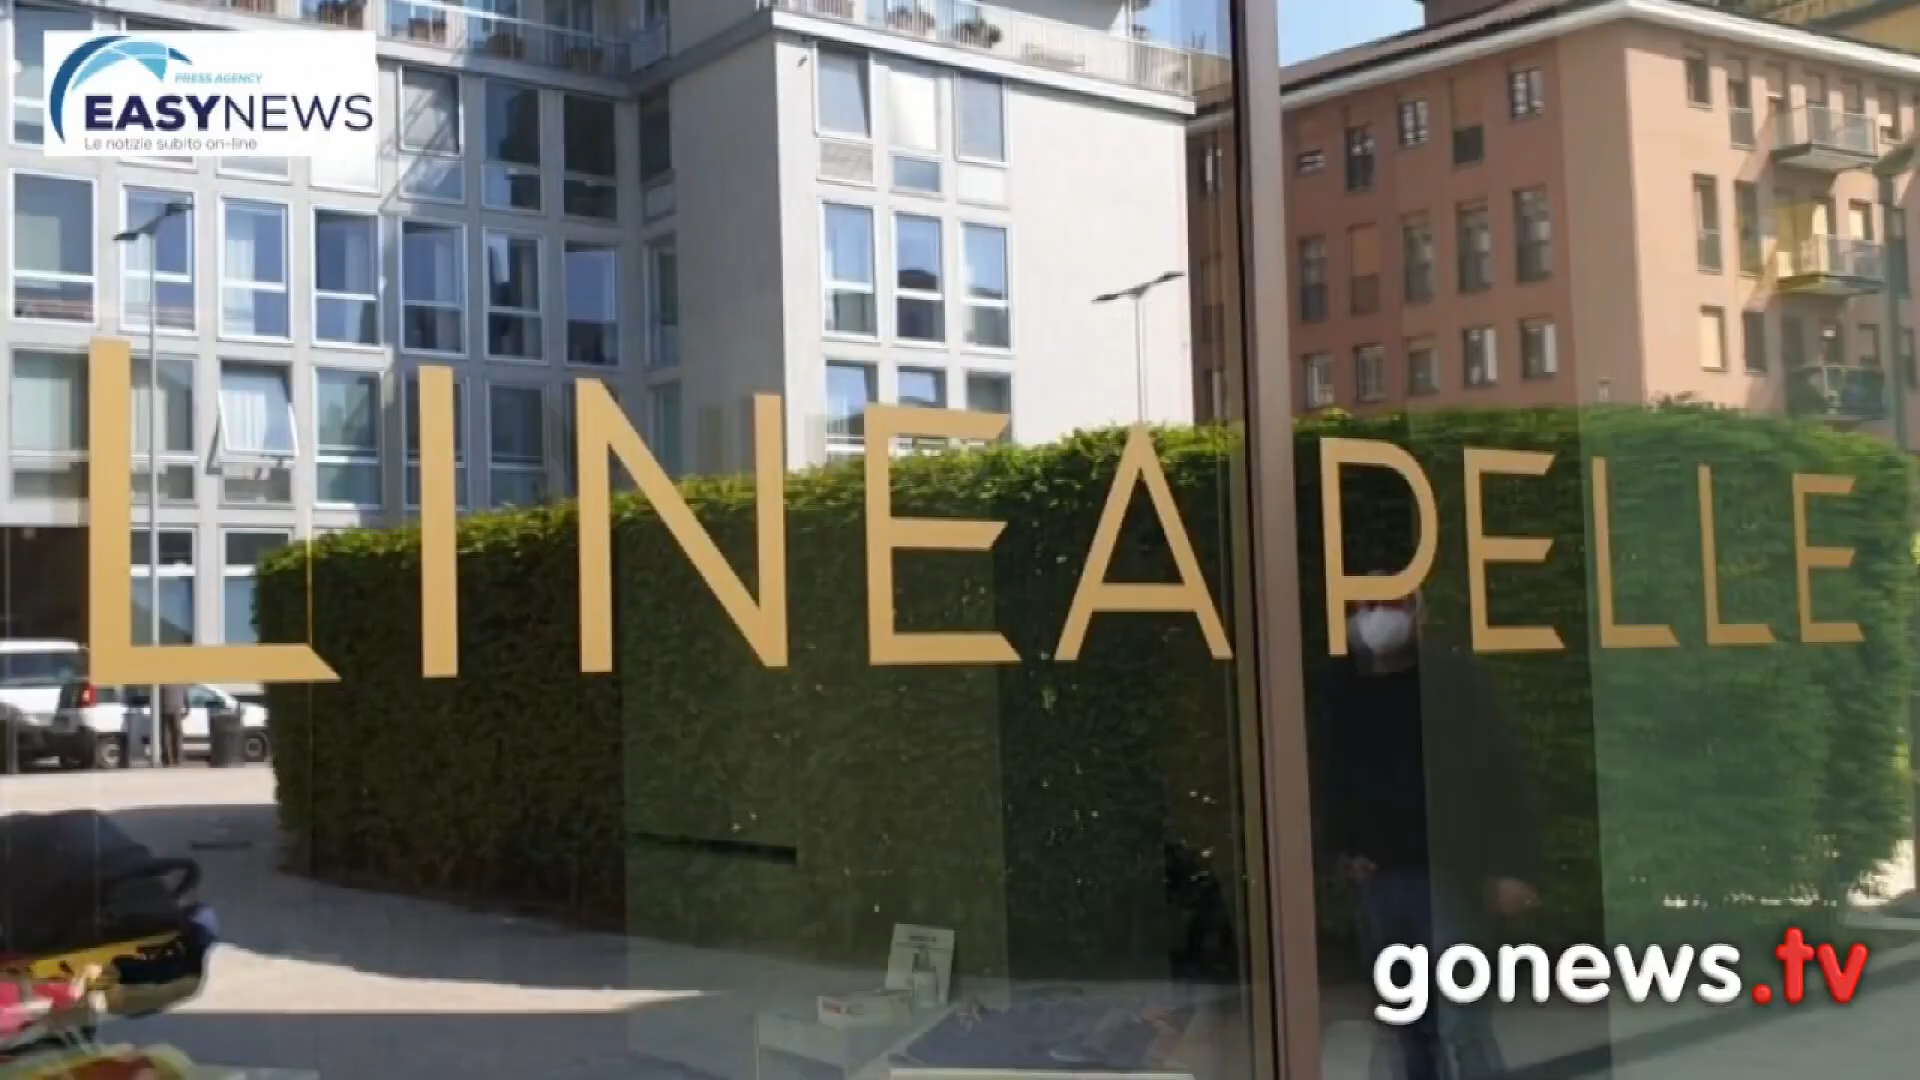 PRESS AGENCY
EASYNEWS
Le notizie subito on-line
LINEAPELLE
gonews.tv